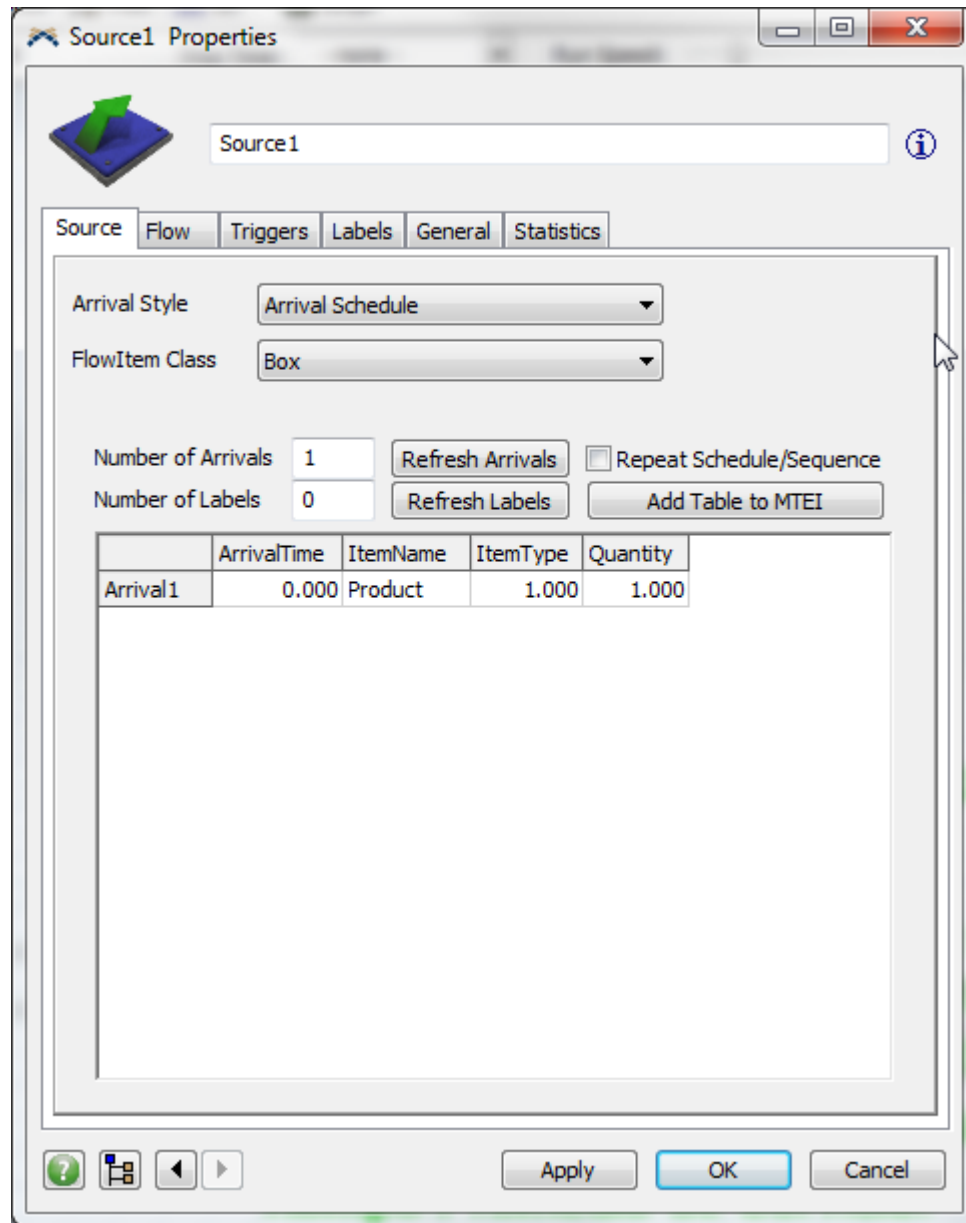 Source1 Properties
Source1
Source Flow Triggers Labels General Statistics
Arrival Style Arrival Schedule
FlowItem Class Box
Number of Arrivals 1 Refresh Arrivals Repeat Schedule/Sequence
Number of Labels 0 Refresh Labels Add Table to MTEI
ArrivalTime ItemName ItemType Quantity
Arrival1 0.000 Product 1.000 1.000
Apply OK Cancel